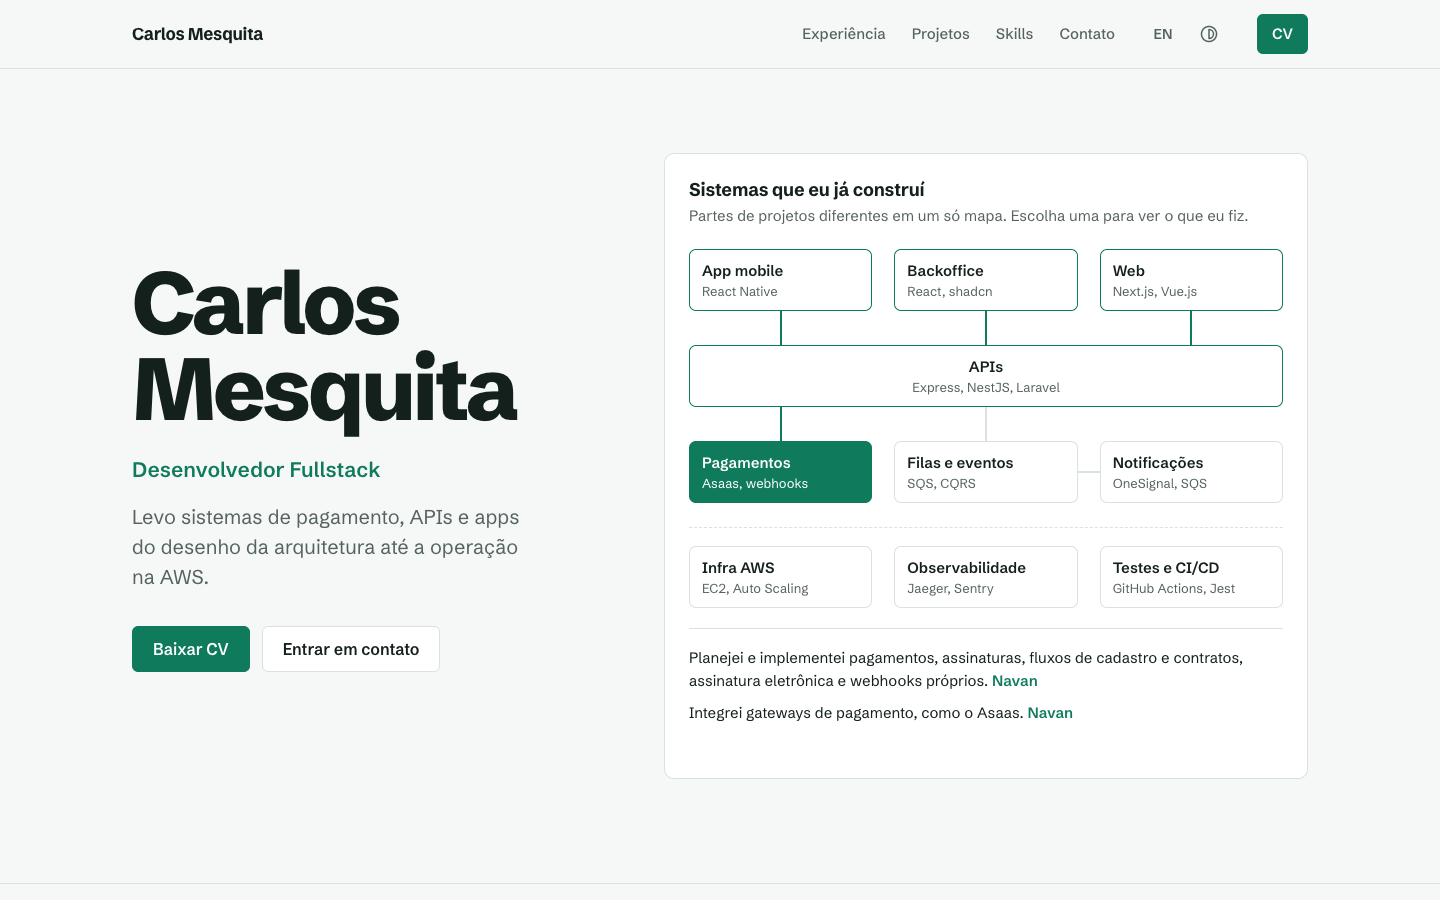 Carlos Mesquita
Experiência
Projetos
Skills
Contato
EN
CV
Carlos
Mesquita
Desenvolvedor Fullstack
Levo sistemas de pagamento, APIs e apps
do desenho da arquitetura até a operação
na AWS.
Baixar CV
Entrar em contato
Sistemas que eu já construí
Partes de projetos diferentes em um só mapa. Escolha uma para ver o que eu fiz.
App mobile
React Native
Backoffice
React, shadcn
Web
Next.js, Vue.js
APIs
Express, NestJS, Laravel
Pagamentos
Asaas, webhooks
Filas e eventos
SQS, CQRS
Notificações
OneSignal, SQS
Infra AWS
EC2, Auto Scaling
Observabilidade
Jaeger, Sentry
Testes e CI/CD
GitHub Actions, Jest
Planejei e implementei pagamentos, assinaturas, fluxos de cadastro e contratos,
assinatura eletrônica e webhooks próprios. Navan
Integrei gateways de pagamento, como o Asaas. Navan